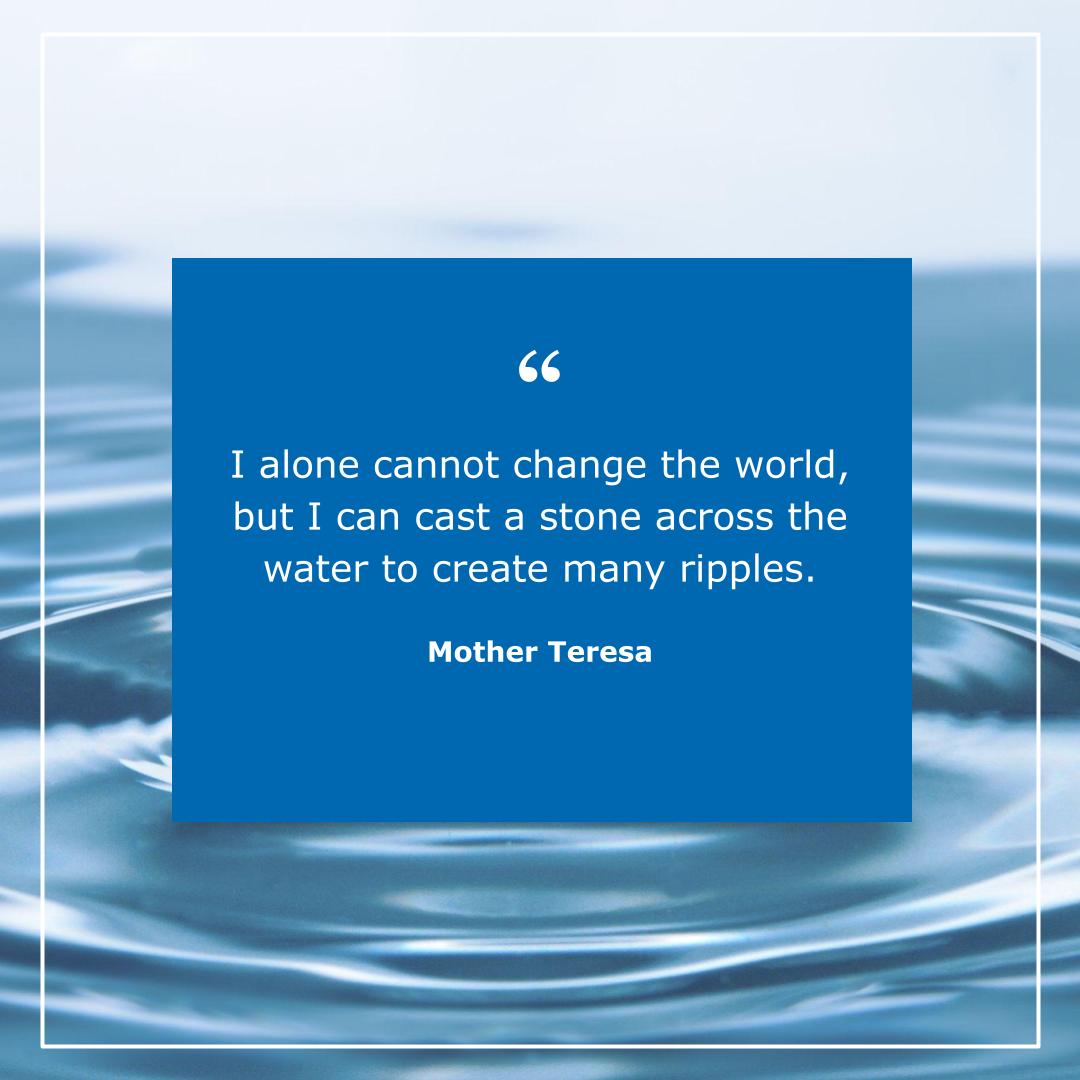 “
I alone cannot change the world,
but I can cast a stone across the
water to create many ripples.
Mother Teresa